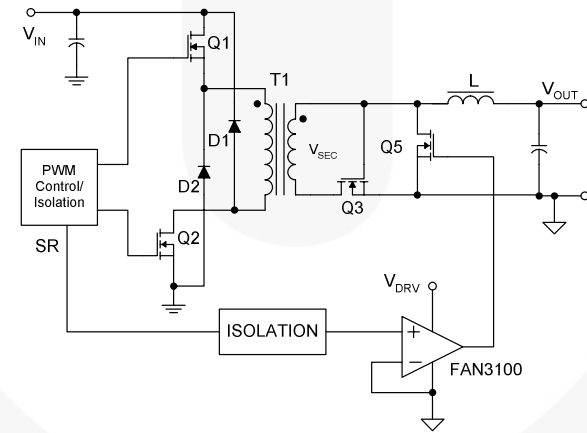 V_IN
Q1
T1
L
V_OUT
D1
V_SEC
Q5
PWM
Control/
Isolation
D2
Q3
Q2
SR
V_DRV
ISOLATION
+
−
FAN3100